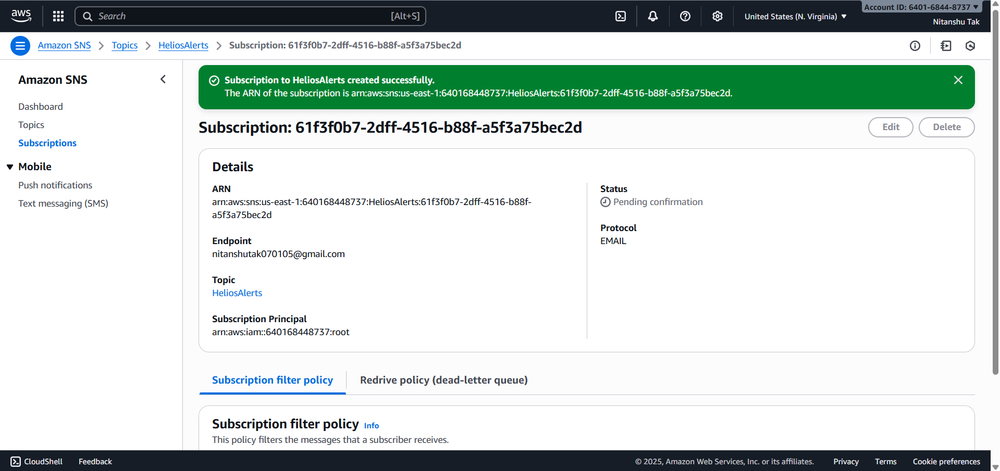 aws
Search [Alt+S]
United States (N. Virginia)
Account ID: 6401-6844-8737
Nitanshu Tak
Amazon SNS
Topics
HeliosAlerts
Subscription: 61f3f0b7-2dff-4516-b88f-a5f3a75bec2d
Amazon SNS
Dashboard
Topics
Subscriptions
Mobile
Push notifications
Text messaging (SMS)
Subscription to HeliosAlerts created successfully.
The ARN of the subscription is arn:aws:sns:us-east-1:640168448737:HeliosAlerts:61f3f0b7-2dff-4516-b88f-a5f3a75bec2d.
Subscription: 61f3f0b7-2dff-4516-b88f-a5f3a75bec2d
Edit
Delete
Details
ARN
arn:aws:sns:us-east-1:640168448737:HeliosAlerts:61f3f0b7-2dff-4516-b88f-
a5f3a75bec2d
Endpoint
nitanshutak070105@gmail.com
Topic
HeliosAlerts
Subscription Principal
arn:aws:iam::640168448737:root
Status
Pending confirmation
Protocol
EMAIL
Subscription filter policy
Redrive policy (dead-letter queue)
Subscription filter policy Info
This policy filters the messages that a subscriber receives.
CloudShell
Feedback
© 2025, Amazon Web Services, Inc. or its affiliates.
Privacy
Terms
Cookie preferences